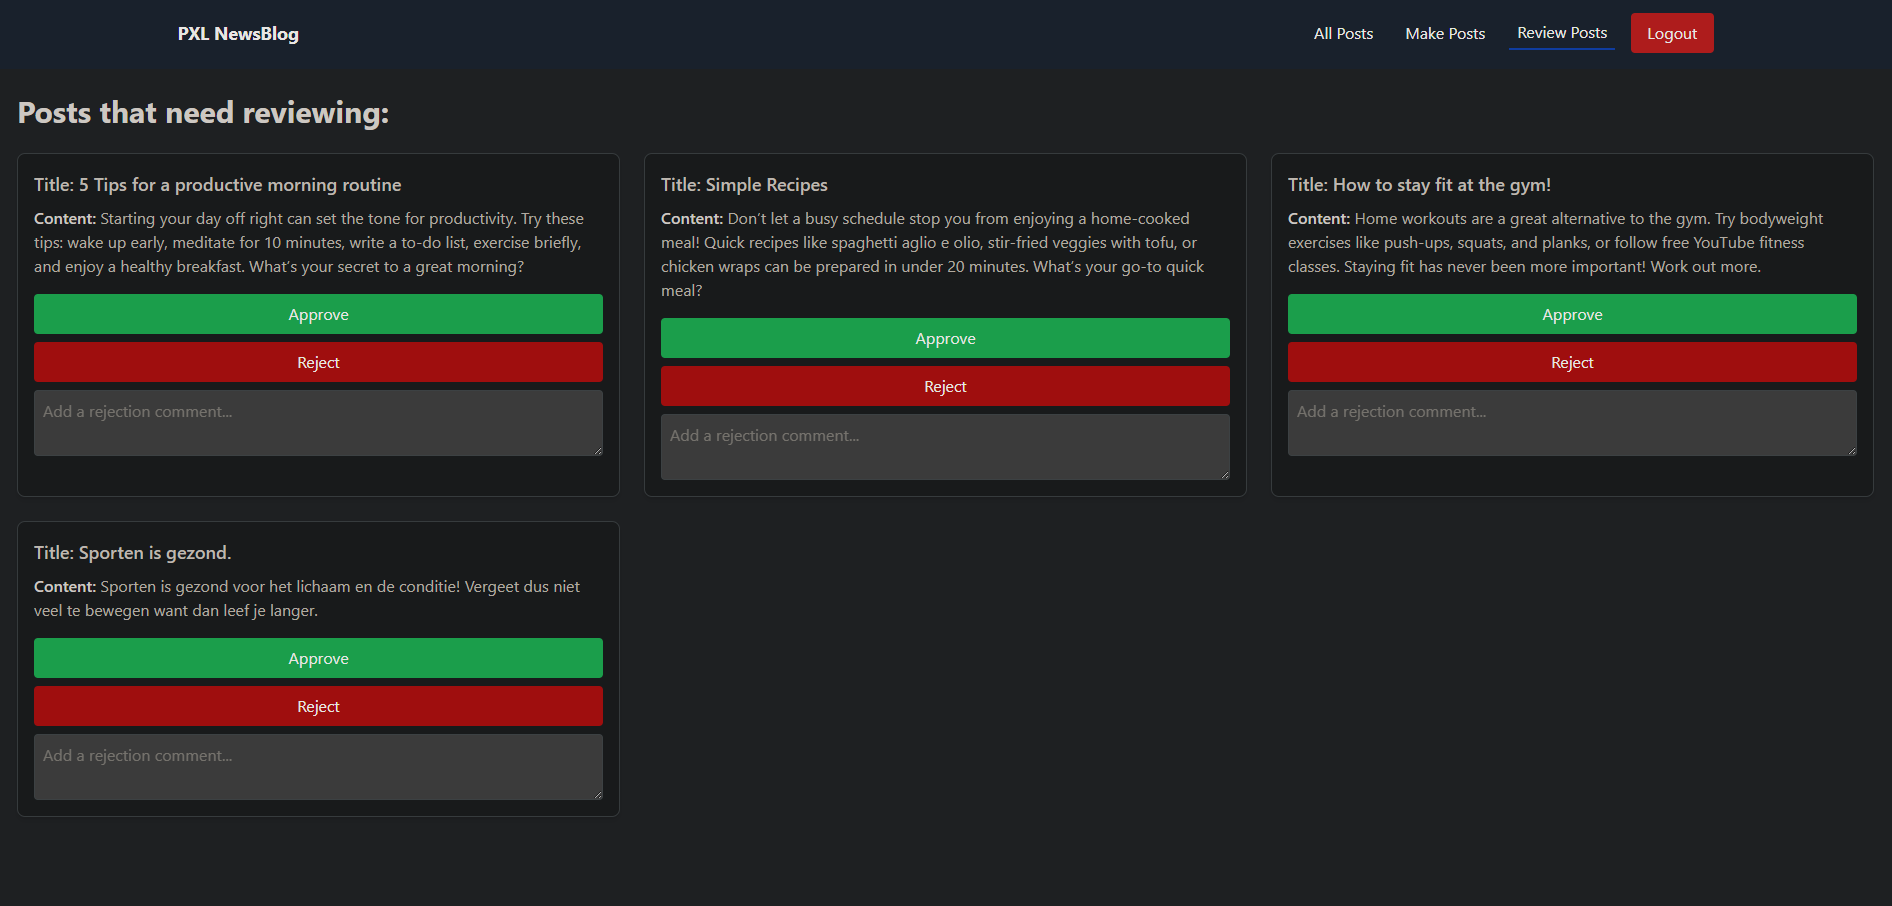 PXL NewsBlog
All Posts
Make Posts
Review Posts
Logout
Posts that need reviewing:
Title: 5 Tips for a productive morning routine
Content: Starting your day off right can set the tone for productivity. Try these
tips: wake up early, meditate for 10 minutes, write a to-do list, exercise briefly,
and enjoy a healthy breakfast. What’s your secret to a great morning?
Approve
Reject
Add a rejection comment...
Title: Simple Recipes
Content: Don’t let a busy schedule stop you from enjoying a home-cooked
meal! Quick recipes like spaghetti aglio e olio, stir-fried veggies with tofu, or
chicken wraps can be prepared in under 20 minutes. What’s your go-to quick
meal?
Approve
Reject
Add a rejection comment...
Title: How to stay fit at the gym!
Content: Home workouts are a great alternative to the gym. Try bodyweight
exercises like push-ups, squats, and planks, or follow free YouTube fitness
classes. Staying fit has never been more important! Work out more.
Approve
Reject
Add a rejection comment...
Title: Sporten is gezond.
Content: Sporten is gezond voor het lichaam en de conditie! Vergeet dus niet
veel te bewegen want dan leef je langer.
Approve
Reject
Add a rejection comment...